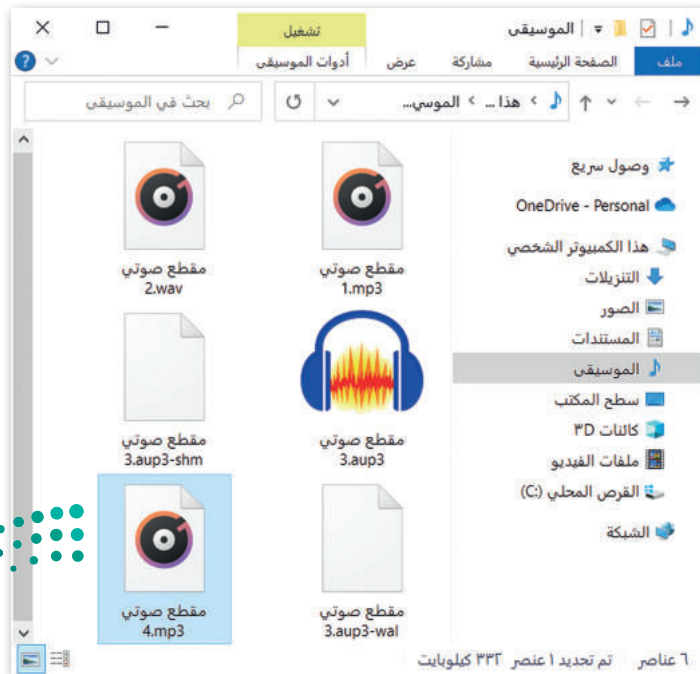 الموسيقى
تشغيل
ملف
الصفحة الرئيسية
مشاركة
عرض
أدوات الموسيقى
هذا ... › الموسي...
بحث في الموسيقى
وصول سريع
OneDrive - Personal
هذا الكمبيوتر الشخصي
التنزيلات
الصور
المستندات
الموسيقى
سطح المكتب
كائنات ٣D
ملفات الفيديو
القرص المحلي (C:)
الشبكة
مقطع صوتي
1.mp3
مقطع صوتي
2.wav
مقطع صوتي
3.aup3
مقطع صوتي
3.aup3-shm
مقطع صوتي
3.aup3-wal
مقطع صوتي
4.mp3
٦ عناصر
تم تحديد ١ عنصر ٣٣٢ كيلوبايت